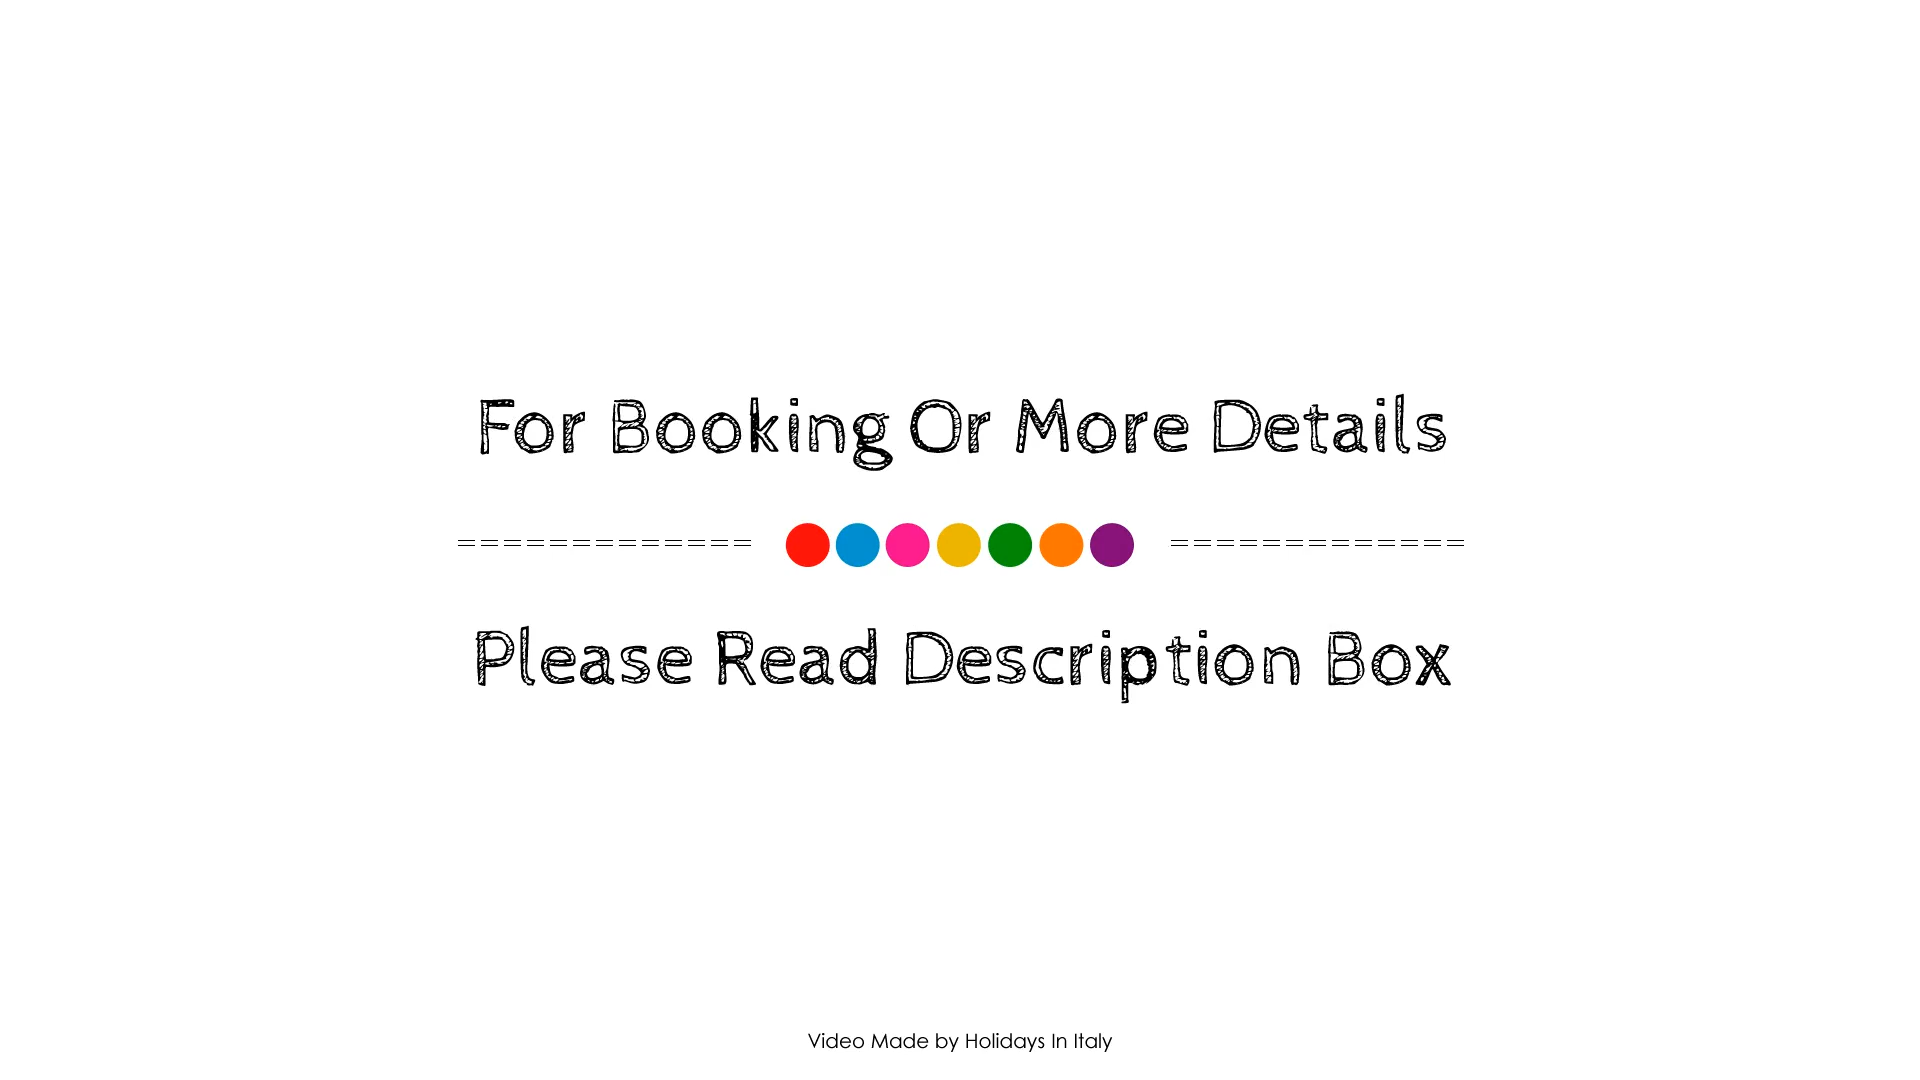 For Booking Or More Details
============= =============
Please Read Description Box
Video Made by Holidays In Italy